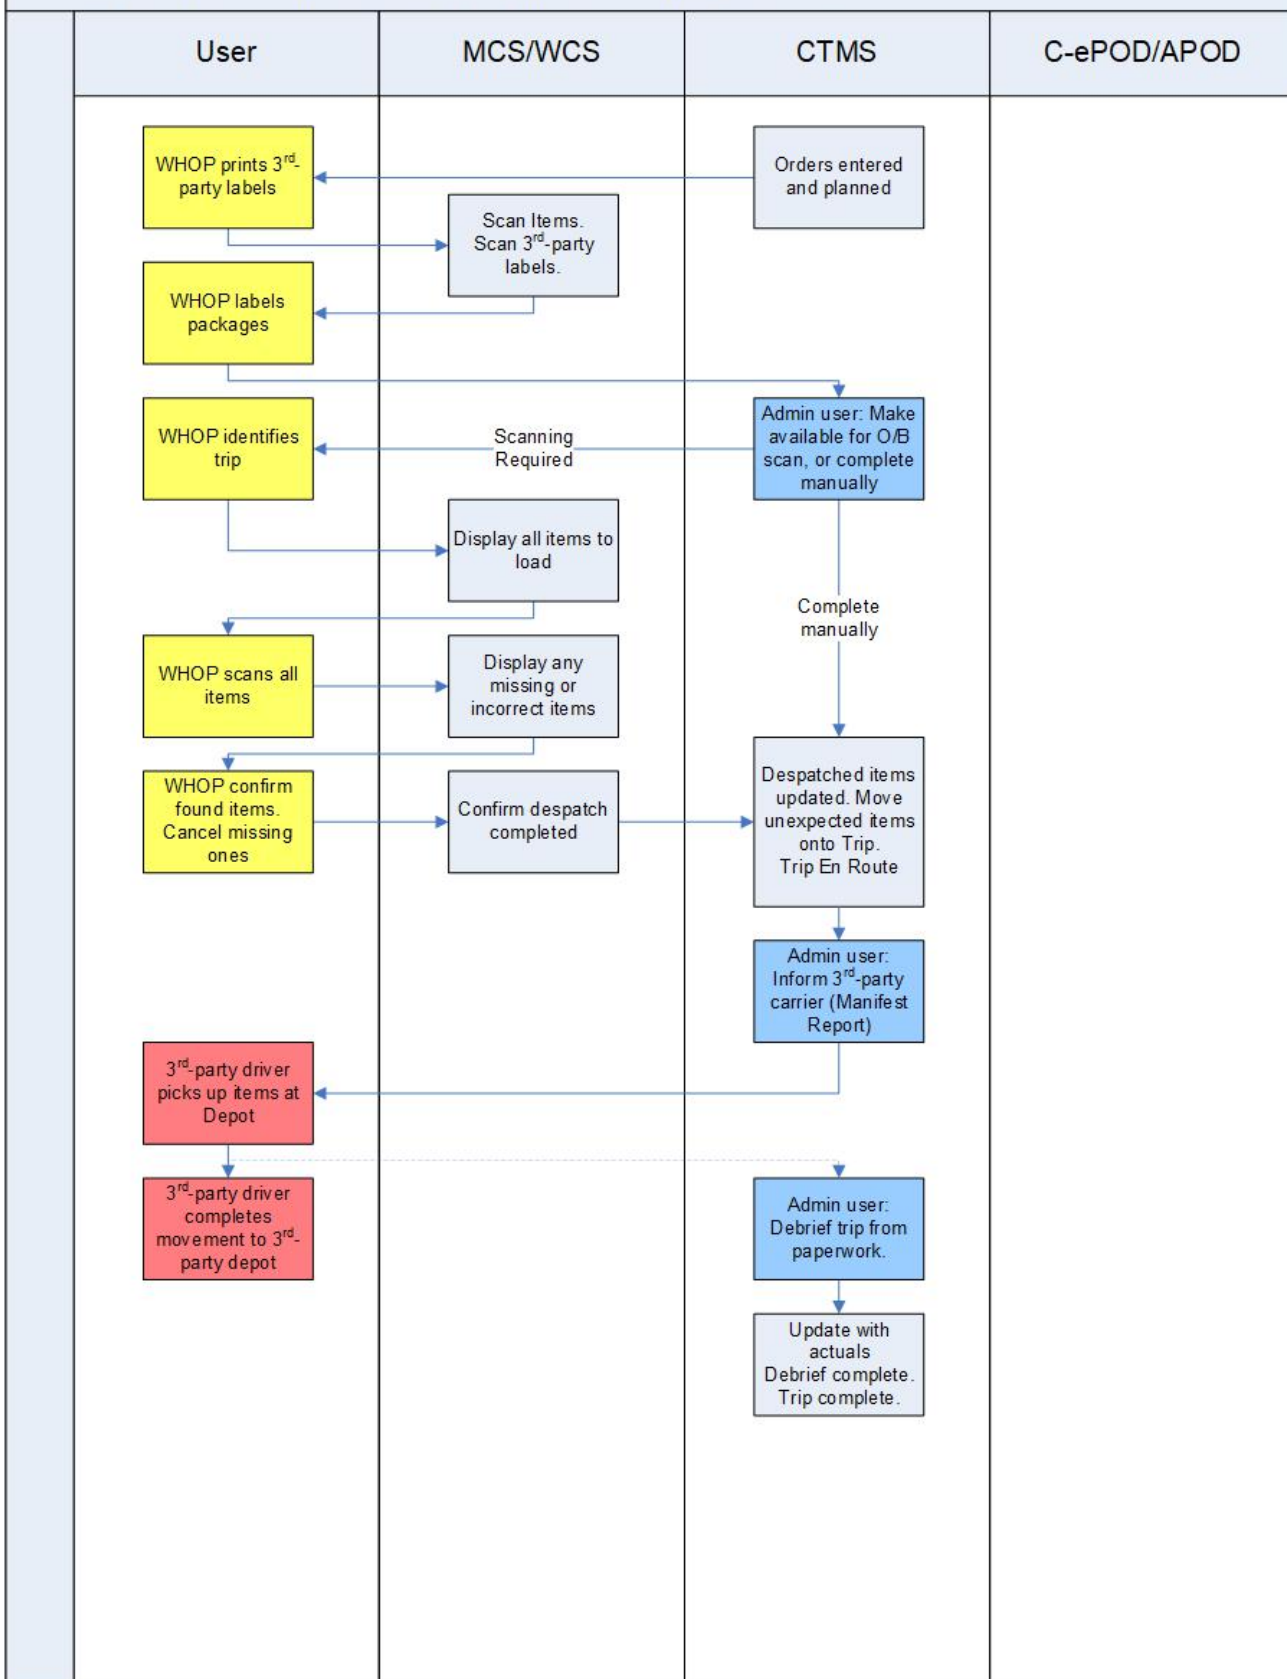 User
MCS/WCS
CTMS
C-ePOD/APOD
WHOP prints 3rd-
party labels
Orders entered
and planned
Scan Items.
Scan 3rd-party
labels.
WHOP labels
packages
WHOP identifies
trip
Scanning
Required
Admin user: Make
available for O/B
scan, or complete
manually
Display all items to
load
Complete
manually
WHOP scans all
items
Display any
missing or
incorrect items
WHOP confirm
found items.
Cancel missing
ones
Confirm despatch
completed
Despatched items
updated. Move
unexpected items
onto Trip.
Trip En Route
Admin user:
Inform 3rd-party
carrier (Manifest
Report)
3rd-party driver
picks up items at
Depot
3rd-party driver
completes
movement to 3rd-
party depot
Admin user:
Debrief trip from
paperwork.
Update with
actuals
Debrief complete.
Trip complete.